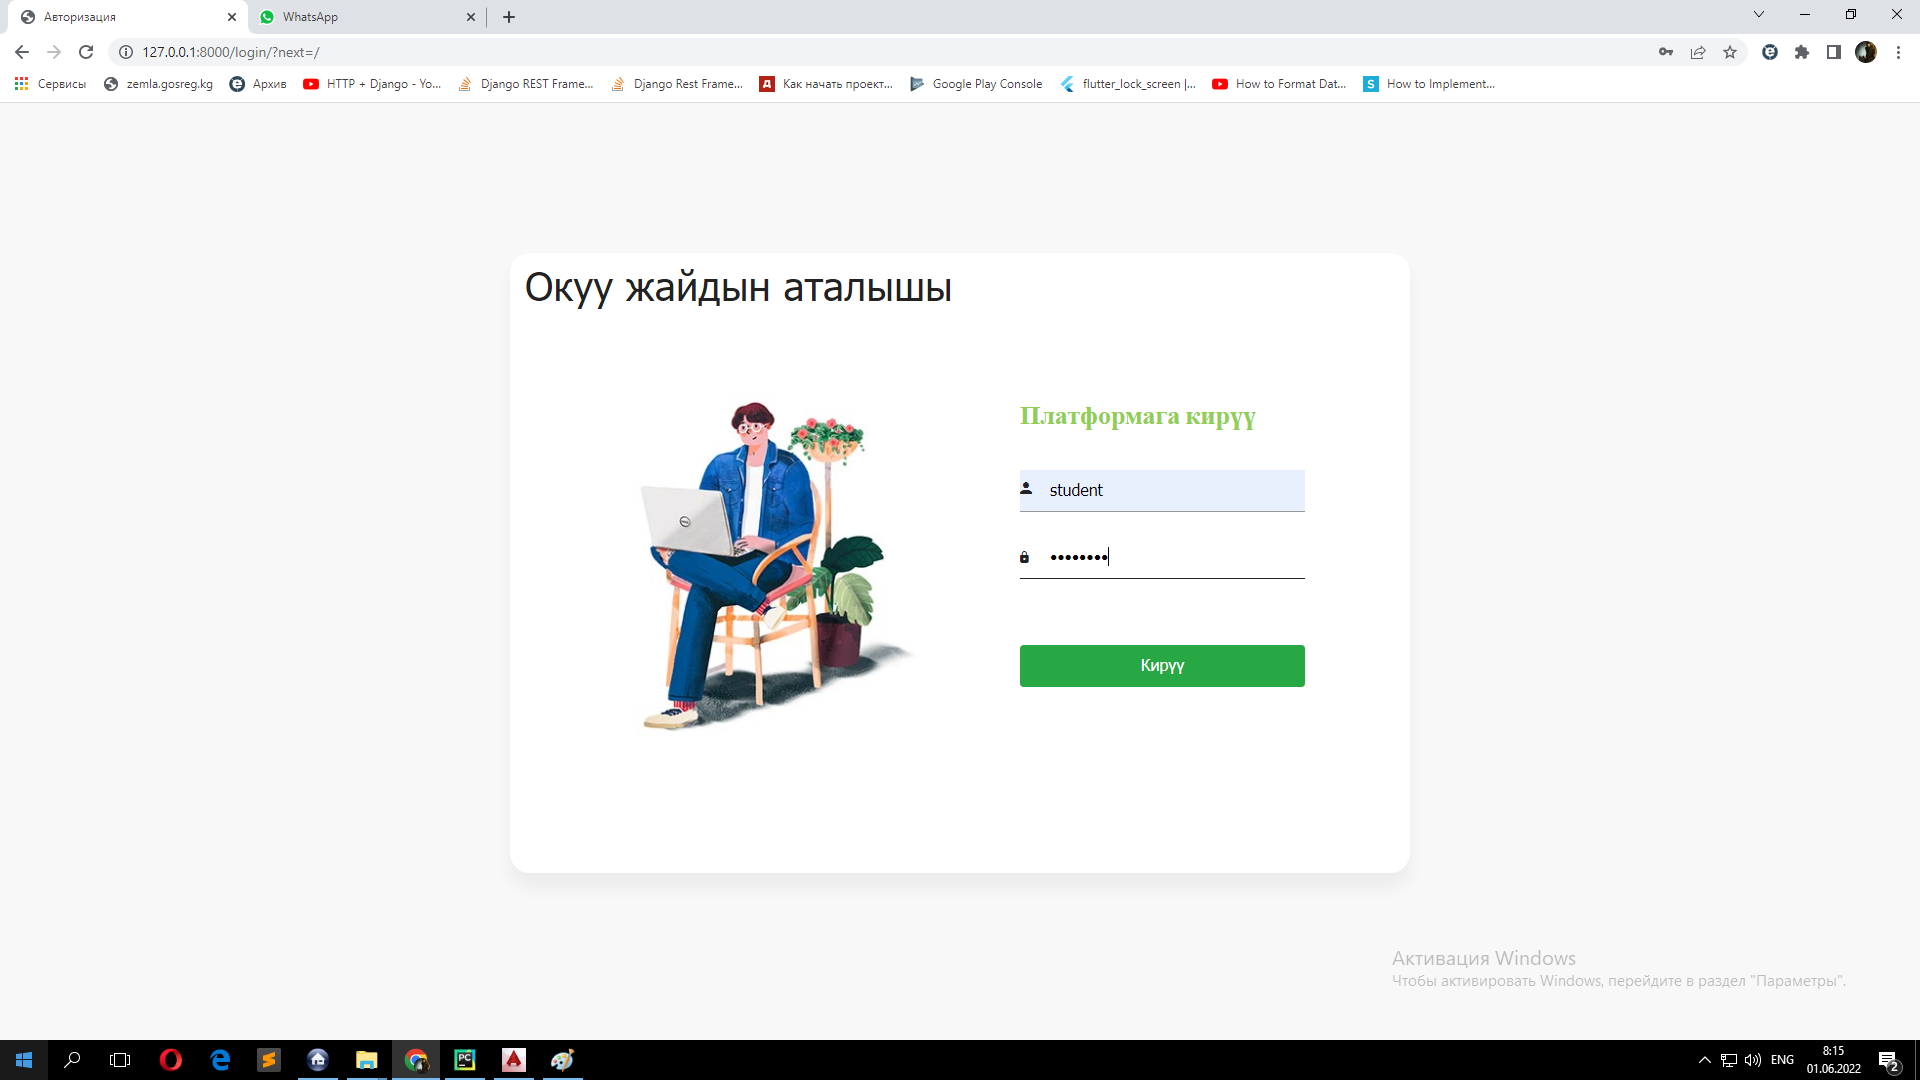 Авторизация
WhatsApp
127.0.0.1:8000/login/?next=/
Сервисы
zemla.gosreg.kg
Архив
HTTP + Django - Yo...
Django REST Frame...
Django Rest Frame...
Как начать проект...
Google Play Console
flutter_lock_screen |...
How to Format Dat...
How to Implement...
Окуу жайдын аталышы
Платформага кирүү
student
••••••••
Кирүү
Активация Windows
Чтобы активировать Windows, перейдите в раздел "Параметры".
ENG
8:15
01.06.2022
2